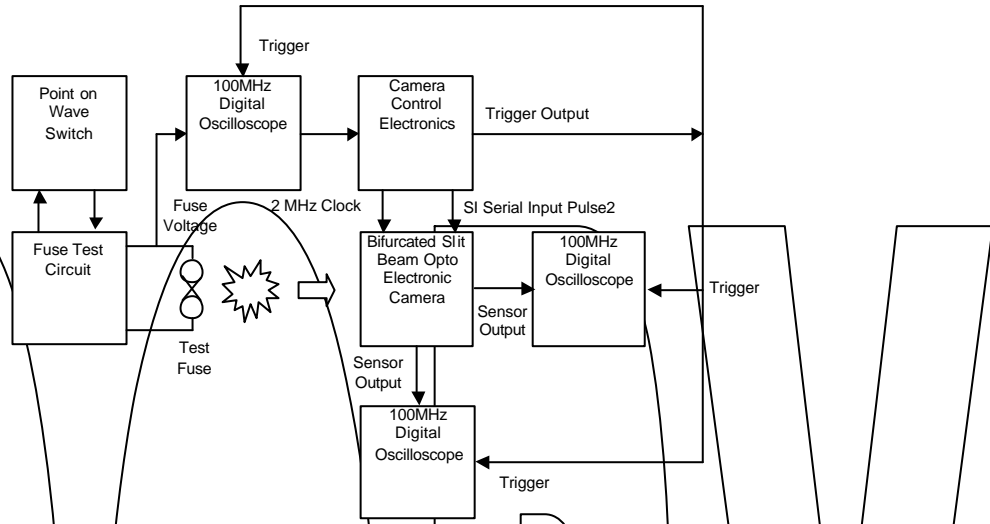 Trigger
Point on
Wave
Switch
100MHz
Digital
Oscilloscope
Camera
Control
Electronics
Trigger Output
Fuse
Voltage
2 MHz Clock
SI Serial Input Pulse2
Fuse Test
Circuit
Bifurcated Slit
Beam Opto
Electronic
Camera
100MHz
Digital
Oscilloscope
Trigger
Sensor
Output
Test
Fuse
Sensor
Output
100MHz
Digital
Oscilloscope
Trigger